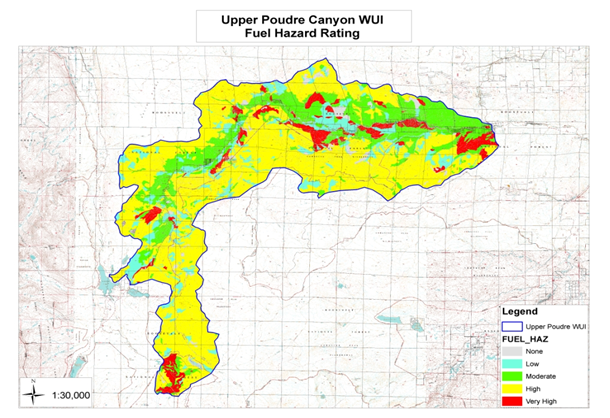 Upper Poudre Canyon WUI
Fuel Hazard Rating
Legend
Upper Poudre WUI
FUEL_HAZ
None
Low
Moderate
High
Very High
N
1:30,000